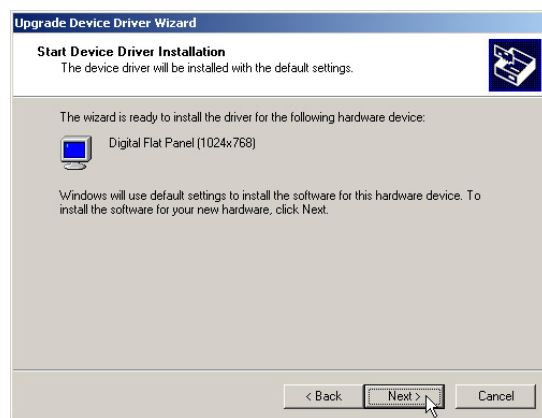 Upgrade Device Driver Wizard
Start Device Driver Installation
The device driver will be installed with the default settings.
The wizard is ready to install the driver for the following hardware device:
Digital Flat Panel (1024x768)
Windows will use default settings to install the software for this hardware device. To
install the software for your new hardware, click Next.
< Back
Next >
Cancel